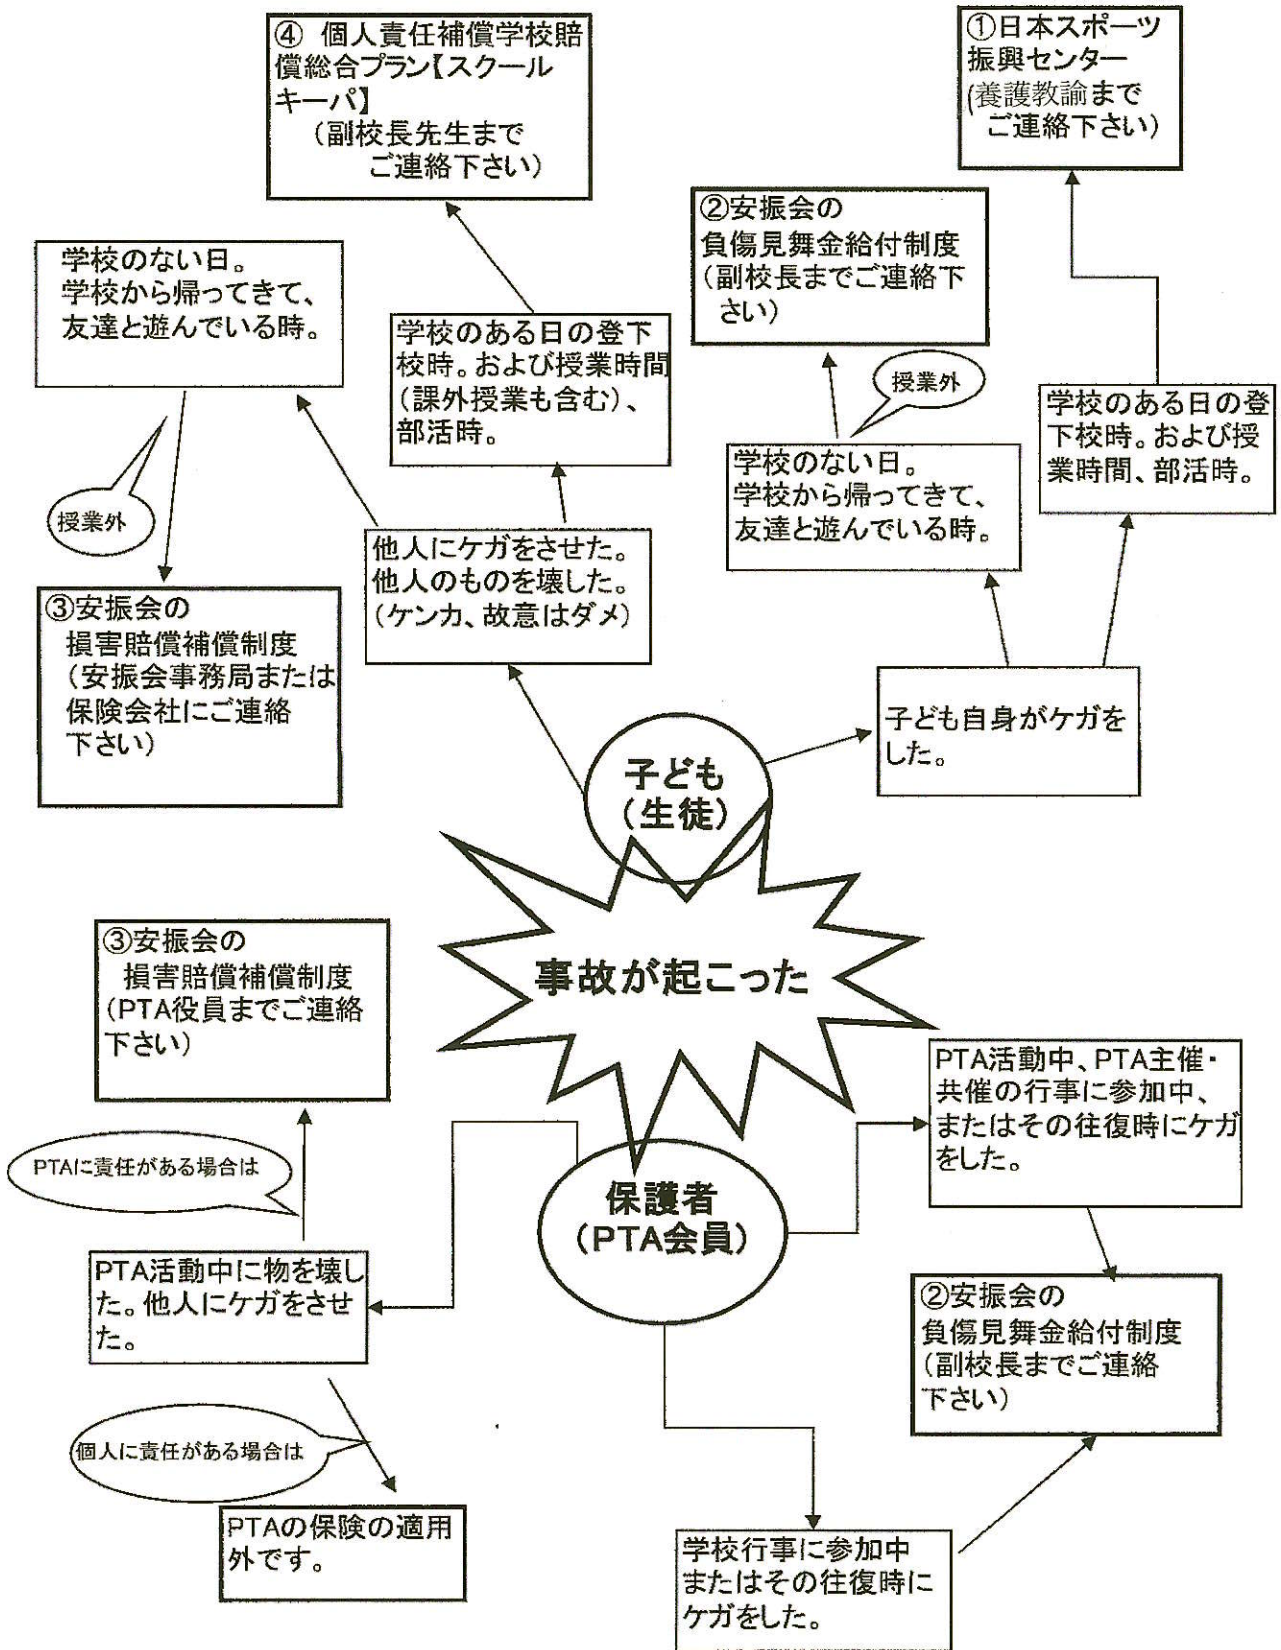 ④ 個人責任補償学校賠
償総合プラン【スクール
キーパ】
(副校長先生まで
ご連絡下さい)
①日本スポーツ
振興センター
(養護教諭まで
ご連絡下さい)
②安振会の
負傷見舞金給付制度
(副校長までご連絡下
さい)
学校のない日。
学校から帰ってきて、
友達と遊んでいる時。
学校のある日の登下
校時。および授業時間
(課外授業も含む)、
部活時。
授業外
学校のある日の登
下校時。および授
業時間、部活時。
学校のない日。
学校から帰ってきて、
友達と遊んでいる時。
授業外
他人にケガをさせた。
他人のものを壊した。
(ケンカ、故意はダメ)
③安振会の
損害賠償補償制度
(安振会事務局または
保険会社にご連絡
下さい)
子ども自身がケガを
した。
子ども
(生徒)
事故が起こった
③安振会の
損害賠償補償制度
(PTA役員までご連絡
下さい)
PTA活動中、PTA主催・
共催の行事に参加中、
またはその往復時にケガ
をした。
PTAに責任がある場合は
保護者
(PTA会員)
PTA活動中に物を壊し
た。他人にケガをさせ
た。
②安振会の
負傷見舞金給付制度
(副校長までご連絡
下さい)
個人に責任がある場合は
PTAの保険の適用
外です。
学校行事に参加中
またはその往復時に
ケガをした。